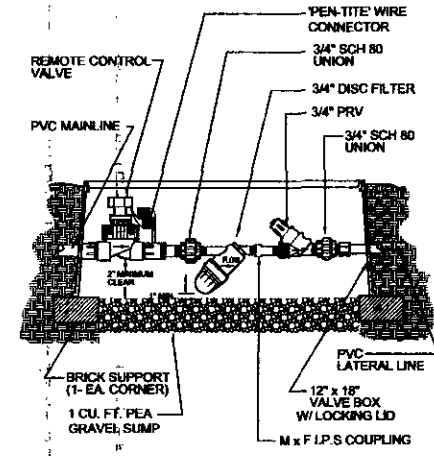 'PEN-TITE' WIRE
CONNECTOR
REMOTE CONTROL
VALVE
3/4" SCH 80
UNION
3/4" DISC FILTER
PVC MAINLINE
3/4" PRV
3/4" SCH 80
UNION
FLOW
2" MINIMUM
CLEAR
PVC
LATERAL LINE
BRICK SUPPORT
(1- EA. CORNER)
12" x 18"
VALVE BOX
W/ LOCKING LID
1 CU. FT. PEA
GRAVEL SUMP
M x F I.P.S COUPLING